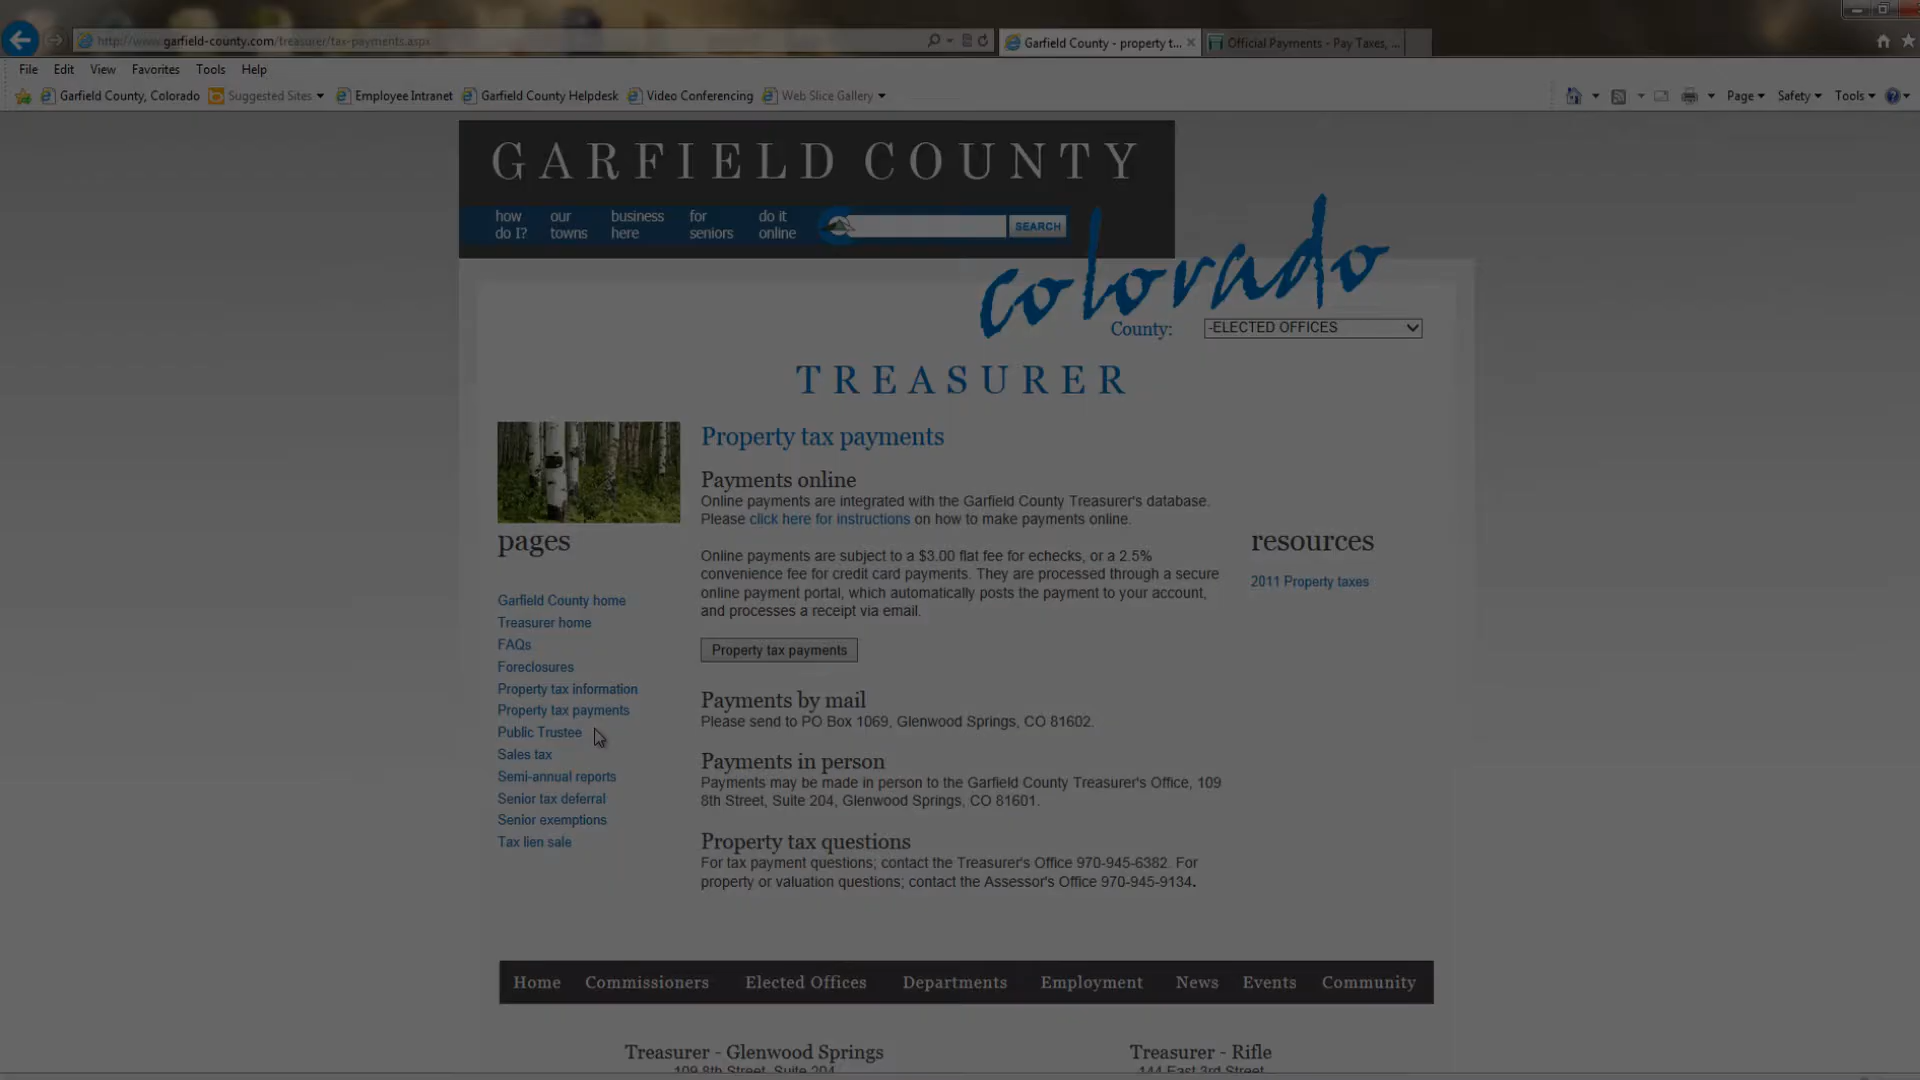 http://www.garfield-county.com/treasurer/tax-payments.aspx
Garfield County - property t...
Official Payments - Pay Taxes, ...
File Edit View Favorites Tools Help
Garfield County, Colorado Suggested Sites Employee Intranet Garfield County Helpdesk Video Conferencing Web Slice Gallery
Page Safety Tools
GARFIELD COUNTY
how do I?
our towns
business here
for seniors
do it online
SEARCH
colorado
County: -ELECTED OFFICES
TREASURER
Property tax payments
Payments online
Online payments are integrated with the Garfield County Treasurer's database.
Please click here for instructions on how to make payments online.
Online payments are subject to a $3.00 flat fee for echecks, or a 2.5%
convenience fee for credit card payments. They are processed through a secure
online payment portal, which automatically posts the payment to your account,
and processes a receipt via email.
Property tax payments
Payments by mail
Please send to PO Box 1069, Glenwood Springs, CO 81602.
Payments in person
Payments may be made in person to the Garfield County Treasurer's Office, 109
8th Street, Suite 204, Glenwood Springs, CO 81601.
Property tax questions
For tax payment questions; contact the Treasurer's Office 970-945-6382. For
property or valuation questions; contact the Assessor's Office 970-945-9134.
pages
Garfield County home
Treasurer home
FAQs
Foreclosures
Property tax information
Property tax payments
Public Trustee
Sales tax
Semi-annual reports
Senior tax deferral
Senior exemptions
Tax lien sale
resources
2011 Property taxes
Home Commissioners Elected Offices Departments Employment News Events Community
Treasurer - Glenwood Springs
109 8th Street, Suite 204
Treasurer - Rifle
144 East 3rd Street